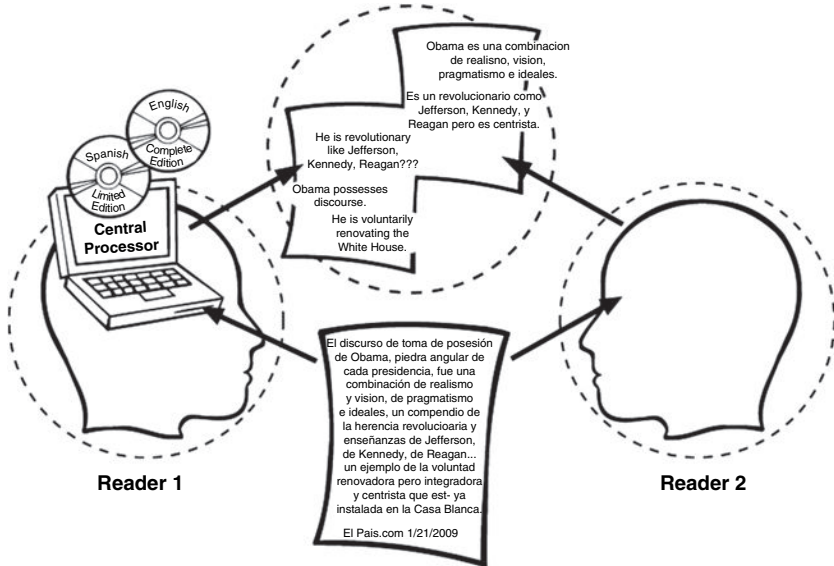 Obama es una combinacion
de realisno, vision,
pragmatismo e ideales.
Es un revolucionario como
Jefferson, Kennedy, y
Reagan pero es centrista.
English
Complete
Edition
Spanish
Limited
Edition
Central
Processor
He is revolutionary
like Jefferson,
Kennedy, Reagan???
Obama possesses
discourse.
He is voluntarily
renovating the
White House.
El discurso de toma de posesión
de Obama, piedra angular de
cada presidencia, fue una
combinación de realismo
y vision, de pragmatismo
e ideales, un compendio de
la herencia revolucioaria y
enseñanzas de Jefferson,
de Kennedy, de Reagan...
un ejemplo de la voluntad
renovadora pero integradora
y centrista que est- ya
instalada en la Casa Blanca.
El Pais.com 1/21/2009
Reader 1
Reader 2